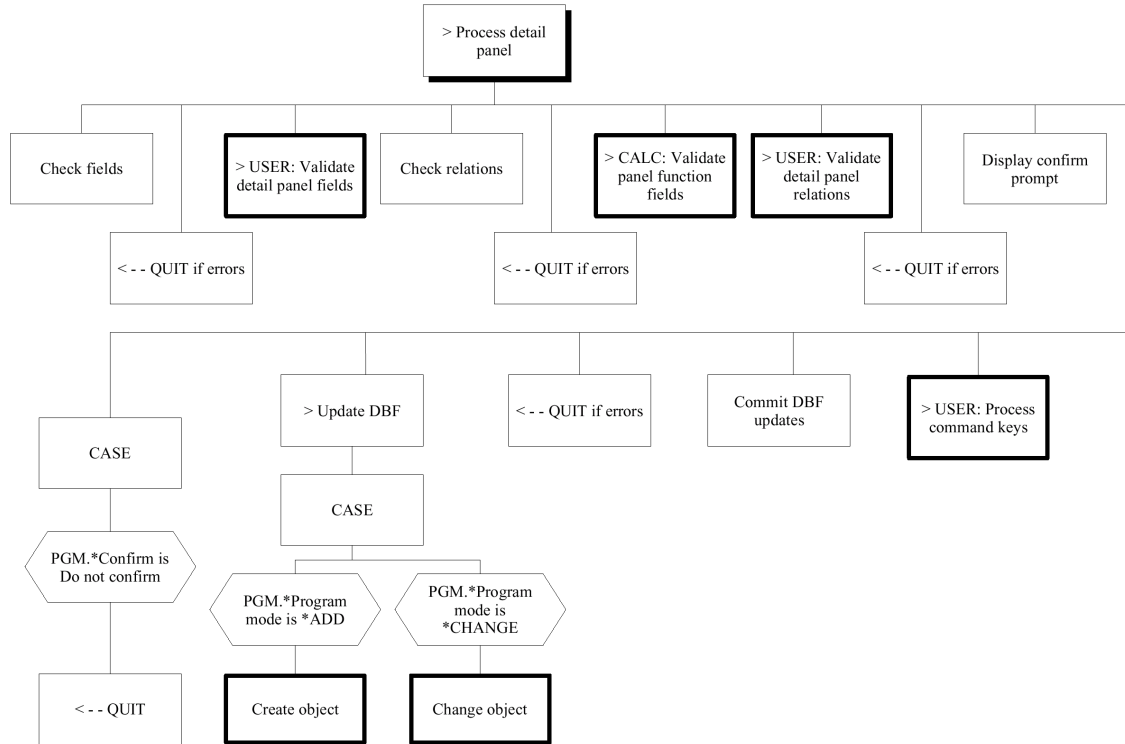 > Process detail
panel
Check fields
> USER: Validate
detail panel fields
Check relations
> CALC: Validate
panel function
fields
> USER: Validate
detail panel
relations
Display confirm
prompt
< - - QUIT if errors
< - - QUIT if errors
< - - QUIT if errors
CASE
> Update DBF
< - - QUIT if errors
Commit DBF
updates
> USER: Process
command keys
CASE
PGM.*Confirm is
Do not confirm
PGM.*Program
mode is *ADD
PGM.*Program
mode is
*CHANGE
< - - QUIT
Create object
Change object